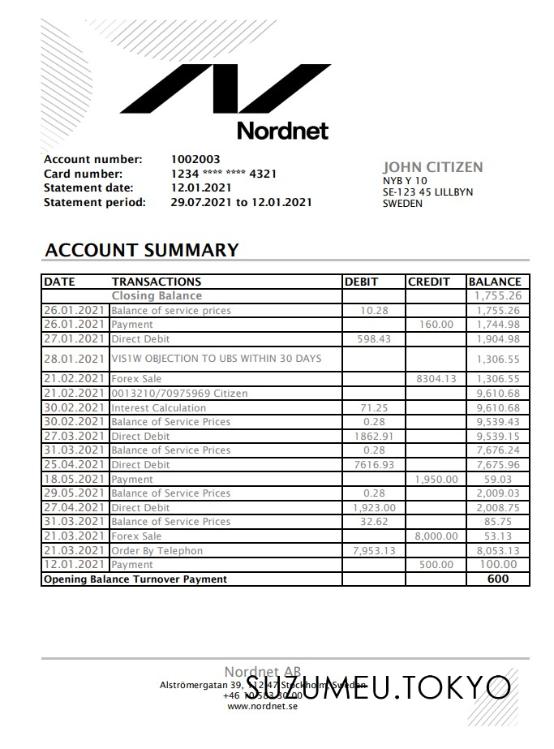 Nordnet
Account number: 1002003
Card number: 1234 **** **** 4321
Statement date: 12.01.2021
Statement period: 29.07.2021 to 12.01.2021
JOHN CITIZEN
NYB Y 10
SE-123 45 LILLBYN
SWEDEN
ACCOUNT SUMMARY
DATE TRANSACTIONS DEBIT CREDIT BALANCE
Closing Balance 1,755.26
26.01.2021 Balance of service prices 10.28 1,755.26
26.01.2021 Payment 160.00 1,744.98
27.01.2021 Direct Debit 598.43 1,904.98
28.01.2021 VIS1W OBJECTION TO UBS WITHIN 30 DAYS 1,306.55
21.02.2021 Forex Sale 8304.13 1,306.55
21.02.2021 0013210/70975969 Citizen 9,610.68
30.02.2021 Interest Calculation 71.25 9,610.68
30.02.2021 Balance of Service Prices 0.28 9,539.43
27.03.2021 Direct Debit 1862.91 9,539.15
31.03.2021 Balance of Service Prices 0.28 7,676.24
25.04.2021 Direct Debit 7616.93 7,675.96
18.05.2021 Payment 1,950.00 59.03
29.05.2021 Balance of Service Prices 0.28 2,009.03
27.04.2021 Direct Debit 1,923.00 2,008.75
31.03.2021 Balance of Service Prices 32.62 85.75
21.03.2021 Forex Sale 8,000.00 53.13
21.03.2021 Order By Telephon 7,953.13 8,053.13
12.01.2021 Payment 500.00 100.00
Opening Balance Turnover Payment 600
Nordnet AB
Alströmergatan 39, 112 47 Stockholm, Sweden
SUZUMEU.TOKYO
www.nordnet.se